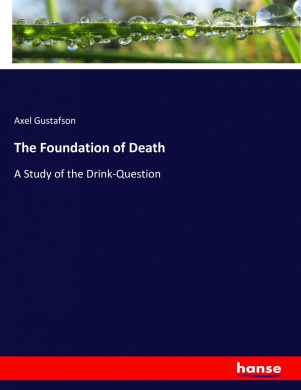 Axel Gustafson
The Foundation of Death
A Study of the Drink-Question
hanse